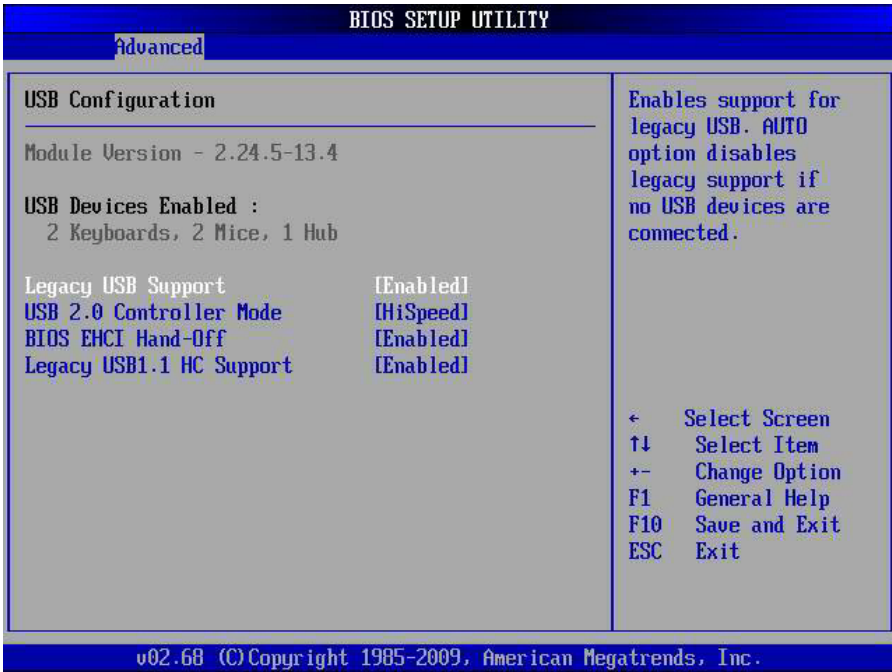 BIOS SETUP UTILITY
Advanced
USB Configuration
Module Version - 2.24.5-13.4
USB Devices Enabled :
2 Keyboards, 2 Mice, 1 Hub
Legacy USB Support [Enabled]
USB 2.0 Controller Mode [HiSpeed]
BIOS EHCI Hand-Off [Enabled]
Legacy USB1.1 HC Support [Enabled]
Enables support for
legacy USB. AUTO
option disables
legacy support if
no USB devices are
connected.
← Select Screen
↑↓ Select Item
+- Change Option
F1 General Help
F10 Save and Exit
ESC Exit
v02.68 (C)Copyright 1985-2009, American Megatrends, Inc.